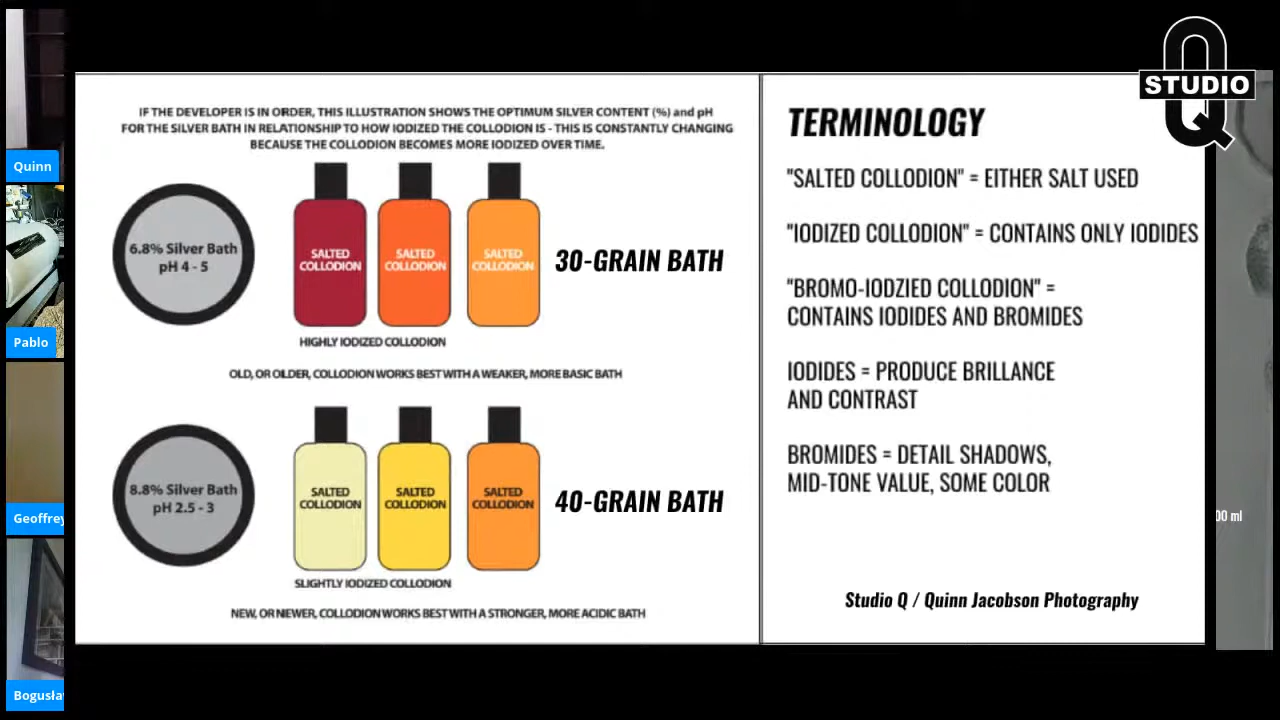 STUDIO
Q
Quinn
Pablo
Geoffrey
Bogusła
IF THE DEVELOPER IS IN ORDER, THIS ILLUSTRATION SHOWS THE OPTIMUM SILVER CONTENT (%) and pH
FOR THE SILVER BATH IN RELATIONSHIP TO HOW IODIZED THE COLLODION IS - THIS IS CONSTANTLY CHANGING
BECAUSE THE COLLODION BECOMES MORE IODIZED OVER TIME.
6.8% Silver Bath
pH 4 - 5
SALTED
COLLODION
SALTED
COLLODION
SALTED
COLLODION
30-GRAIN BATH
HIGHLY IODIZED COLLODION
OLD, OR OLDER, COLLODION WORKS BEST WITH A WEAKER, MORE BASIC BATH
8.8% Silver Bath
pH 2.5 - 3
SALTED
COLLODION
SALTED
COLLODION
SALTED
COLLODION
40-GRAIN BATH
SLIGHTLY IODIZED COLLODION
NEW, OR NEWER, COLLODION WORKS BEST WITH A STRONGER, MORE ACIDIC BATH
TERMINOLOGY
"SALTED COLLODION" = EITHER SALT USED
"IODIZED COLLODION" = CONTAINS ONLY IODIDES
"BROMO-IODZIED COLLODION" =
CONTAINS IODIDES AND BROMIDES
IODIDES = PRODUCE BRILLANCE
AND CONTRAST
BROMIDES = DETAIL SHADOWS,
MID-TONE VALUE, SOME COLOR
Studio Q / Quinn Jacobson Photography
00 ml